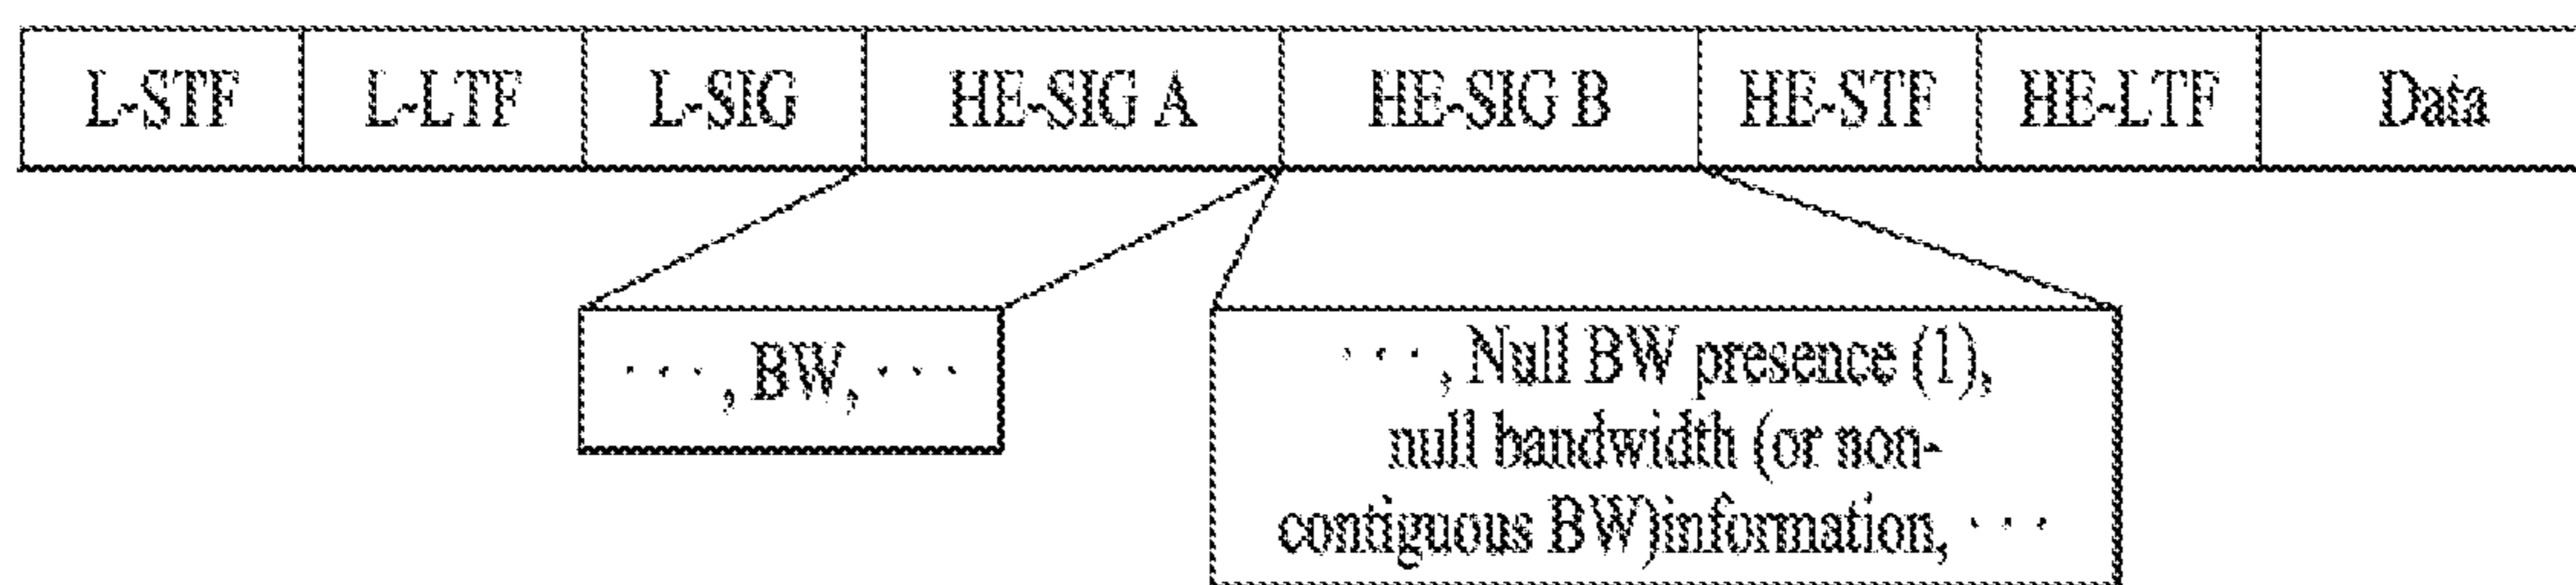 L-STF L-LTF L-SIG HE-SIG A HE-SIG B HE-STF HE-LTF Data
··· , BW, ···
··· , Null BW presence (1),
null bandwidth (or non-
contiguous BW)information, ···